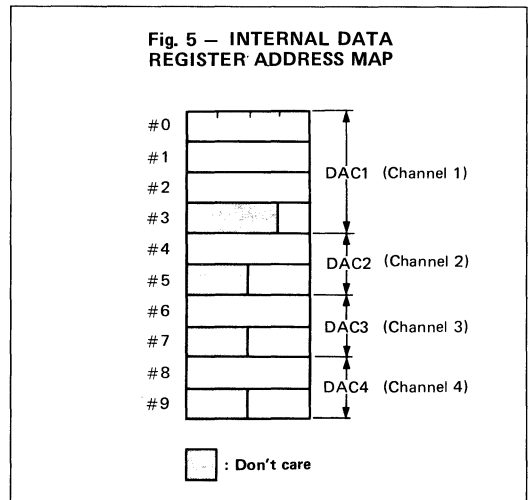 Fig. 5 — INTERNAL DATA
REGISTER ADDRESS MAP
#0
#1
#2
#3
#4
#5
#6
#7
#8
#9
DAC1 (Channel 1)
DAC2 (Channel 2)
DAC3 (Channel 3)
DAC4 (Channel 4)
: Don't care